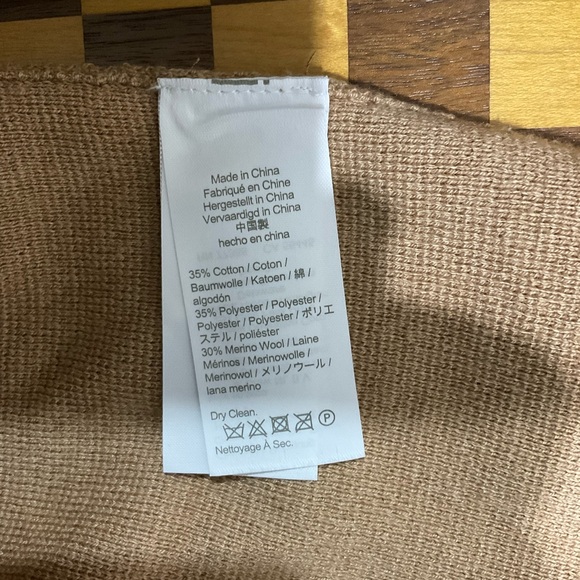 Made in China
Fabriqué en Chine
Hergestellt in China
Vervaardigd in China
中国製
hecho en china
35% Cotton / Coton /
Baumwolle / Katoen / 綿 /
algodón
35% Polyester / Polyester /
Polyester / Polyester / ポリエ
ステル / poliéster
30% Merino Wool / Laine
Mérinos / Merinowolle /
Merinowol / メリノウール /
lana merino
Dry Clean.
P
Nettoyage À Sec.